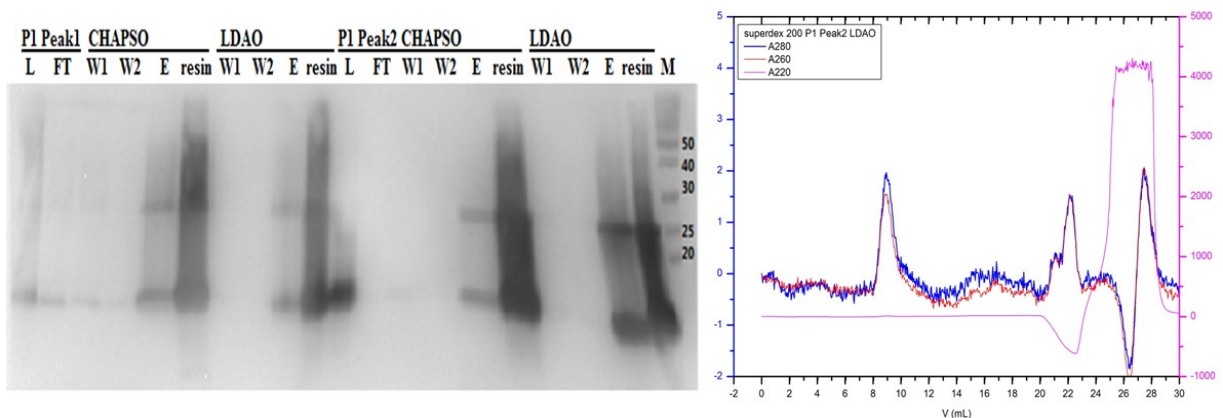 P1 Peak1 CHAPSO LDAO P1 Peak2 CHAPSO LDAO
L FT W1 W2 E resin W1 W2 E resin L FT W1 W2 E resin W1 W2 E resin M
50
40
30
25
20
superdex 200 P1 Peak2 LDAO
A280
A260
A220
5
4
3
2
1
0
-1
-2
5000
4000
3000
2000
1000
0
-1000
-2 0 2 4 6 8 10 12 14 16 18 20 22 24 26 28 30
V (mL)